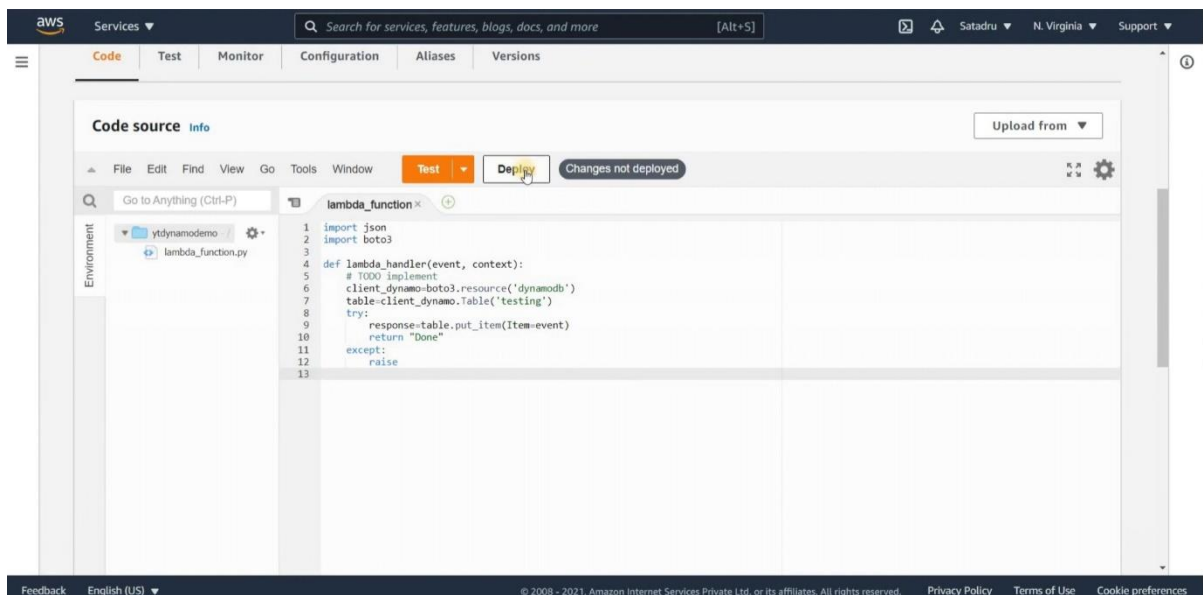 aws Services ▼ Search for services, features, blogs, docs, and more [Alt+S] Satadru ▼ N. Virginia ▼ Support ▼
Code Test Monitor Configuration Aliases Versions
Code source Info Upload from ▼
File Edit Find View Go Tools Window Test Deploy Changes not deployed
Go to Anything (Ctrl-P) lambda_function ×
Environment
ytdynamodemo /
lambda_function.py
1 import json
2 import boto3
3
4 def lambda_handler(event, context):
5     # TODO implement
6     client_dynamo=boto3.resource('dynamodb')
7     table=client_dynamo.Table('testing')
8     try:
9         response=table.put_item(Item=event)
10         return "Done"
11     except:
12         raise
13
Feedback English (US) ▼ © 2008 - 2021, Amazon Internet Services Private Ltd. or its affiliates. All rights reserved. Privacy Policy Terms of Use Cookie preferences